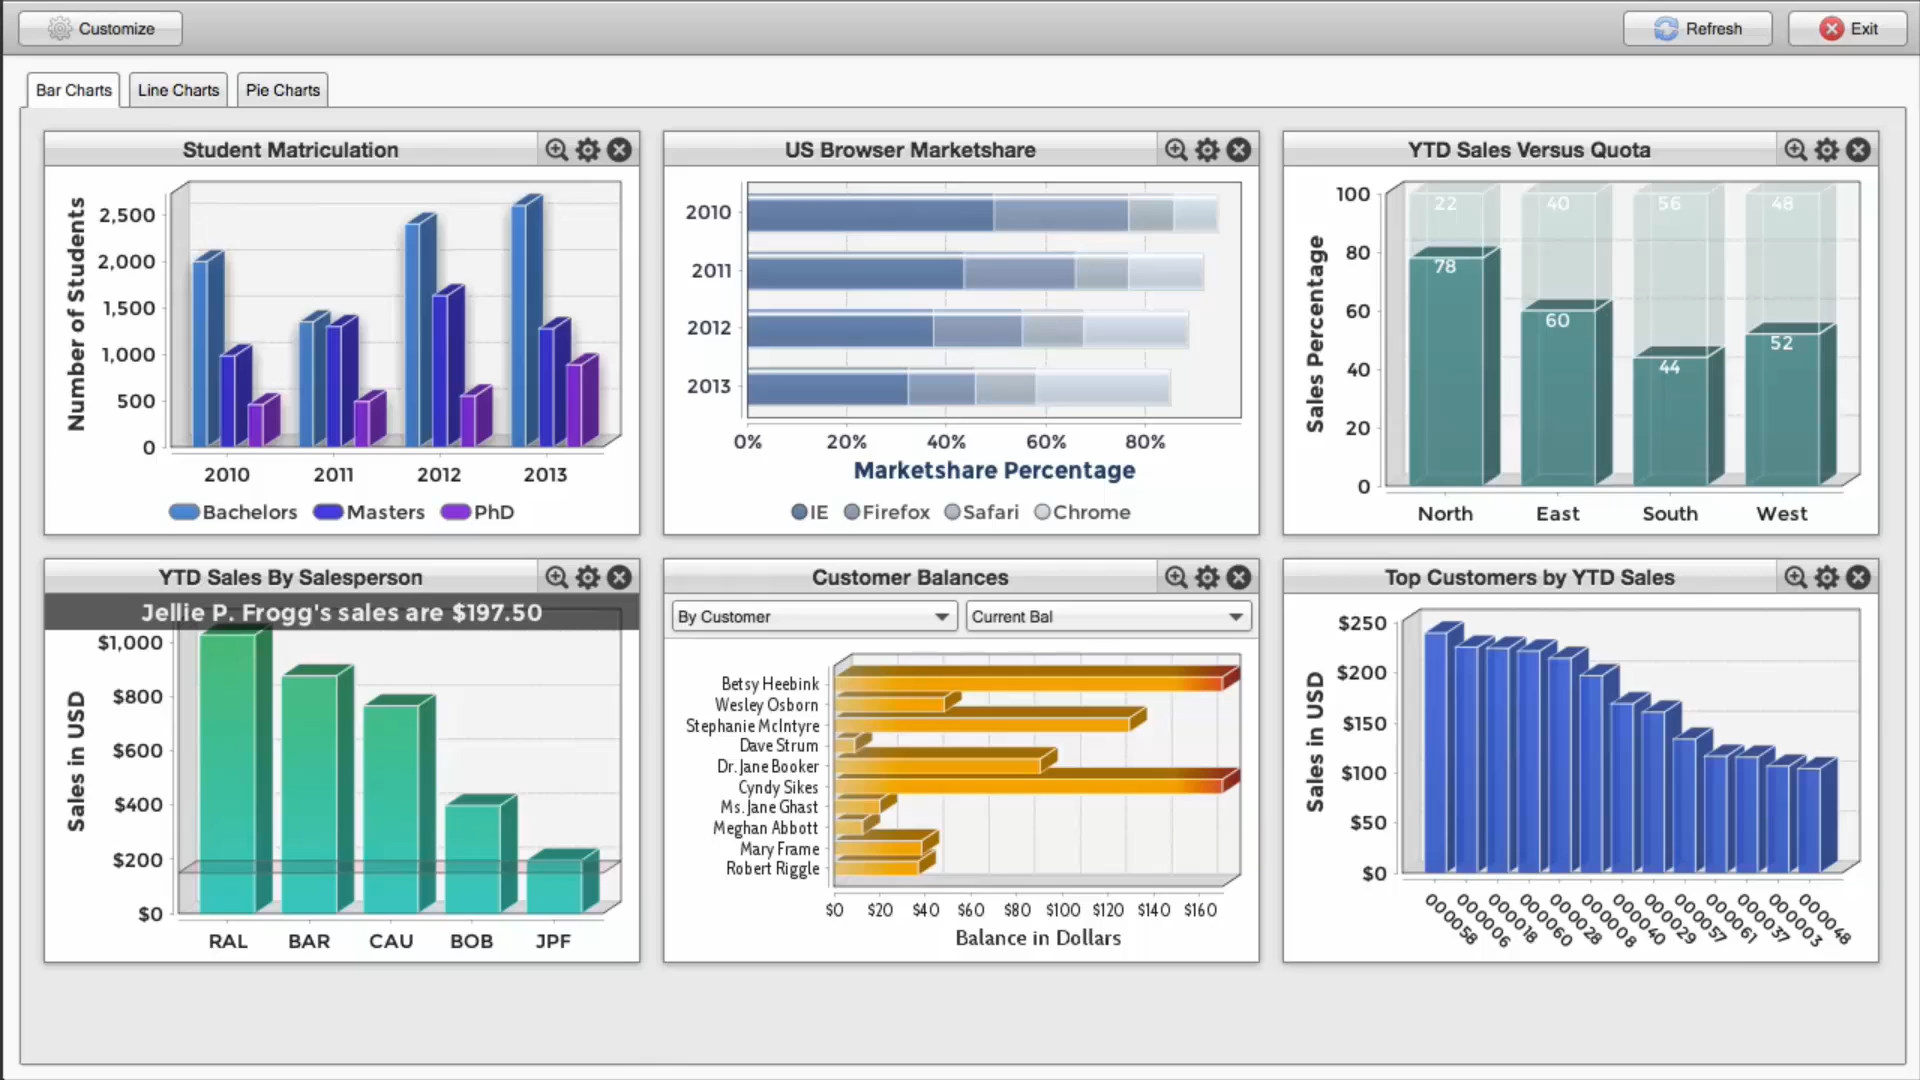 Customize
Refresh
Exit
Bar Charts
Line Charts
Pie Charts
Student Matriculation
Number of Students
2,500
2,000
1,500
1,000
500
0
2010 2011 2012 2013
Bachelors Masters PhD
US Browser Marketshare
2010
2011
2012
2013
0% 20% 40% 60% 80%
Marketshare Percentage
IE Firefox Safari Chrome
YTD Sales Versus Quota
Sales Percentage
100
80
60
40
20
0
22 40 56 48
78 60 44 52
North East South West
YTD Sales By Salesperson
Jellie P. Frogg's sales are $197.50
Sales in USD
$1,000
$800
$600
$400
$200
$0
RAL BAR CAU BOB JPF
Customer Balances
By Customer
Current Bal
Betsy Heebink
Wesley Osborn
Stephanie McIntyre
Dave Strum
Dr. Jane Booker
Cyndy Sikes
Ms. Jane Ghast
Meghan Abbott
Mary Frame
Robert Riggle
$0 $20 $40 $60 $80 $100 $120 $140 $160
Balance in Dollars
Top Customers by YTD Sales
Sales in USD
$250
$200
$150
$100
$50
$0
000058 000006 000018 000060 000028 000008 000040 000029 000057 000061 000037 000003 000048